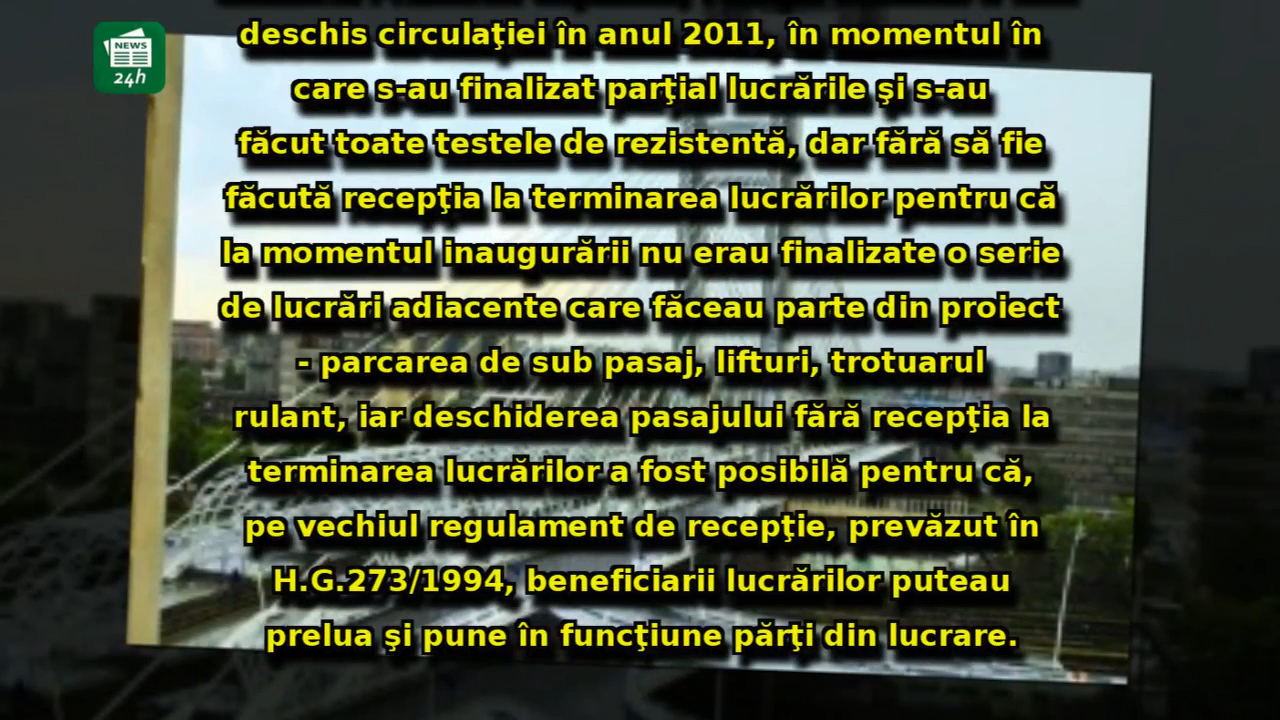 NEWS
24h
deschis circulaţiei în anul 2011, în momentul în
care s-au finalizat parţial lucrările şi s-au
făcut toate testele de rezistentă, dar fără să fie
făcută recepţia la terminarea lucrărilor pentru că
la momentul inaugurării nu erau finalizate o serie
de lucrări adiacente care făceau parte din proiect
- parcarea de sub pasaj, lifturi, trotuarul
rulant, iar deschiderea pasajului fără recepţia la
terminarea lucrărilor a fost posibilă pentru că,
pe vechiul regulament de recepţie, prevăzut în
H.G.273/1994, beneficiarii lucrărilor puteau
prelua şi pune în funcţiune părţi din lucrare.